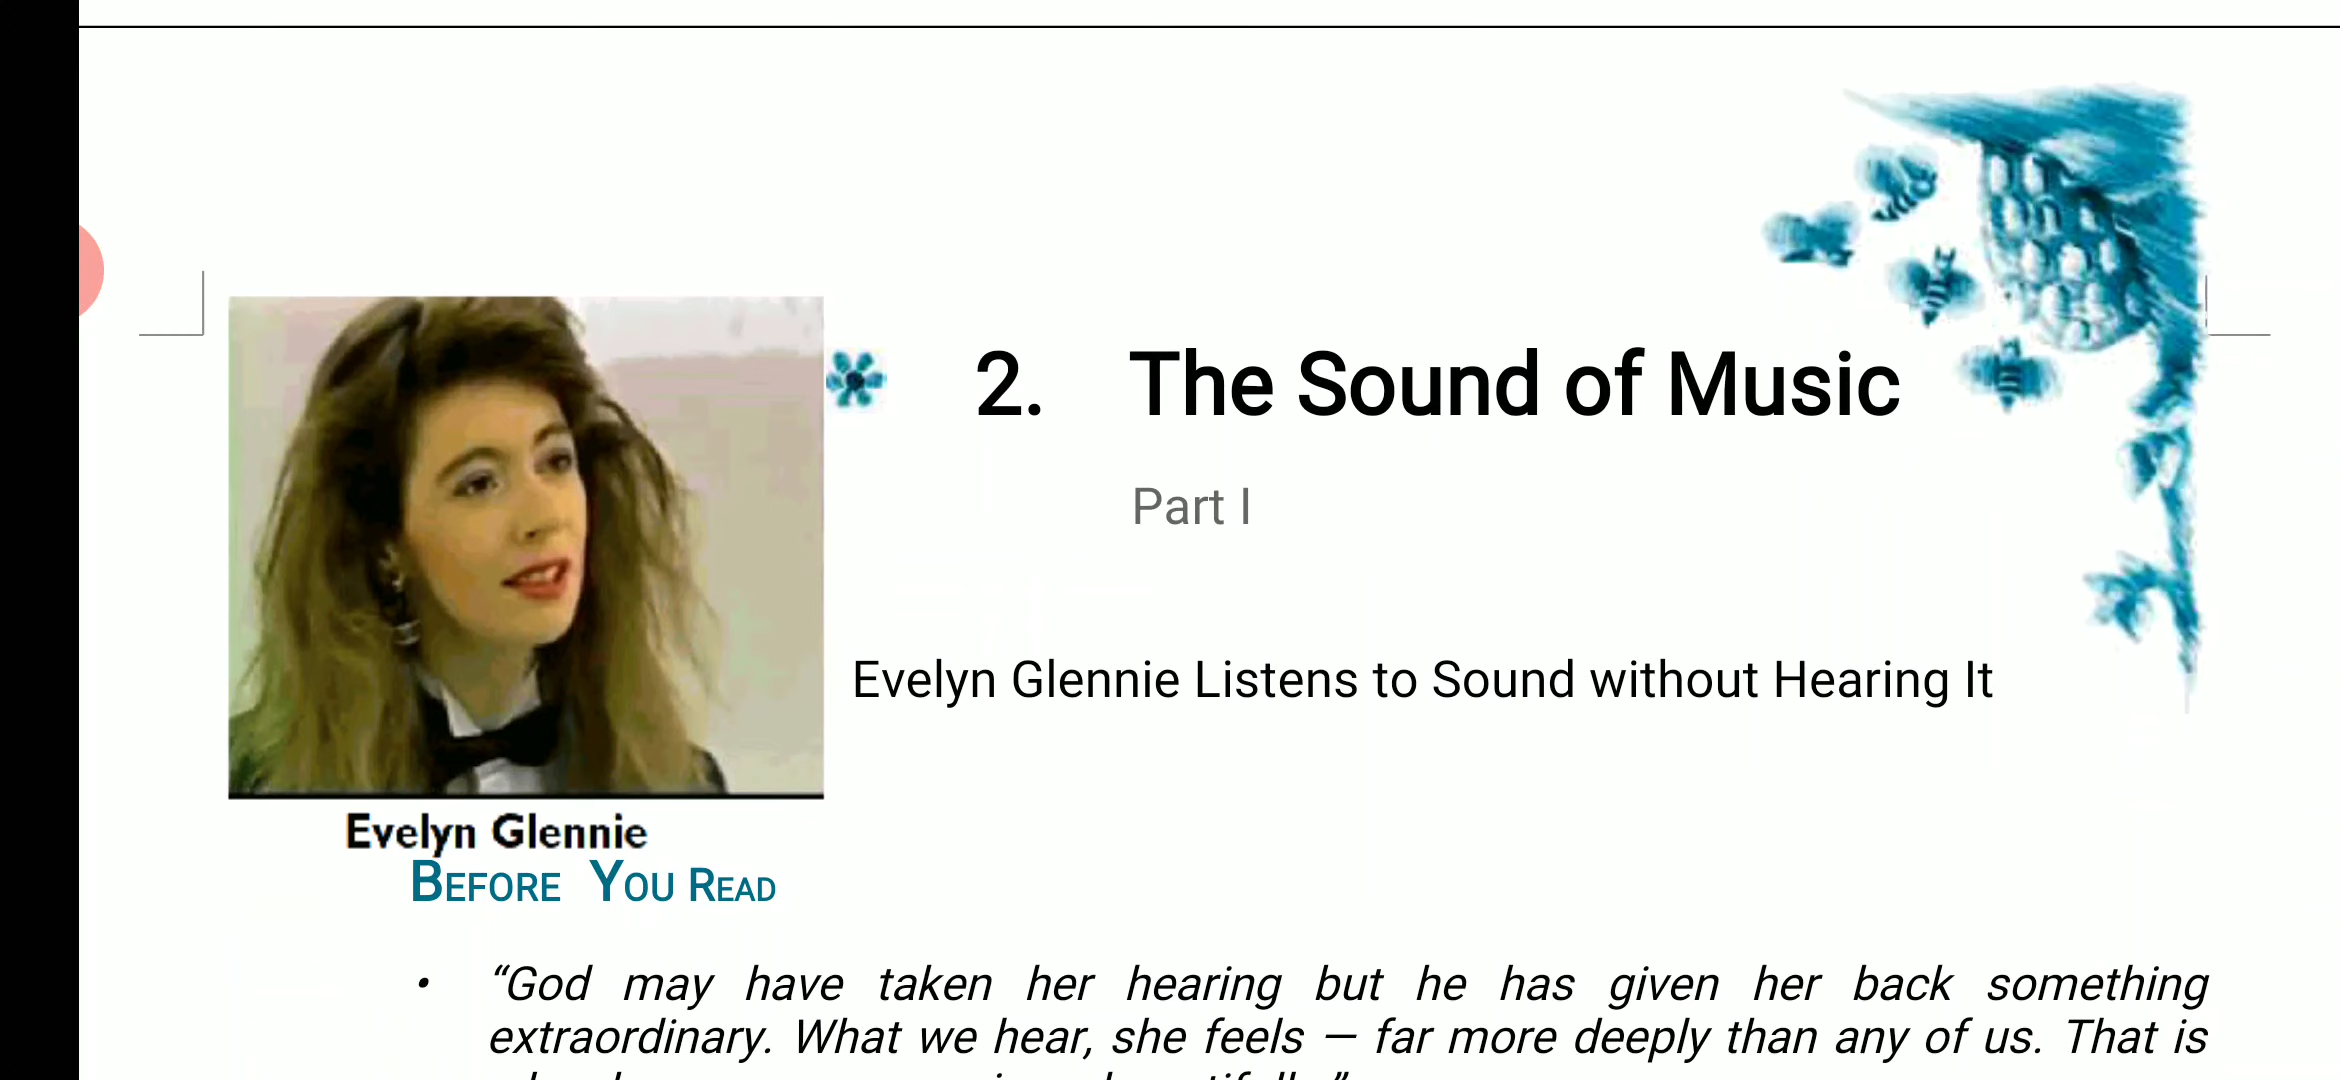 2. The Sound of Music
Part I
Evelyn Glennie Listens to Sound without Hearing It
Evelyn Glennie
BEFORE YOU READ
• “God may have taken her hearing but he has given her back something
extraordinary. What we hear, she feels — far more deeply than any of us. That is